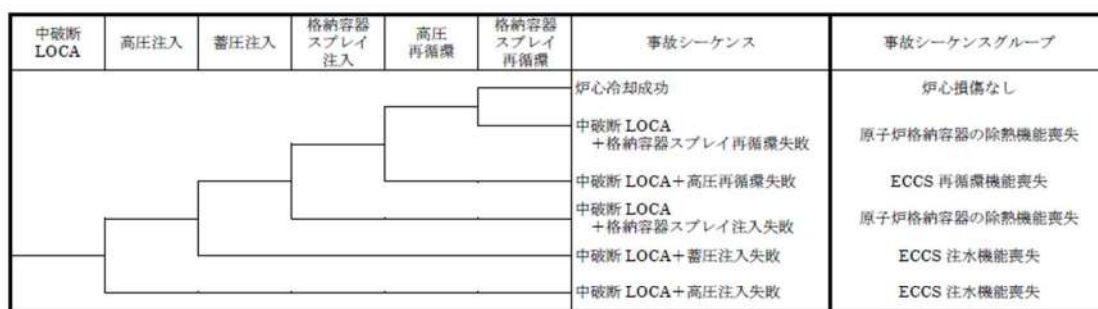 中破断
LOCA
高圧注入
蓄圧注入
格納容器
スプレイ
注入
高圧
再循環
格納容器
スプレイ
再循環
事故シーケンス
事故シーケンスグループ
炉心冷却成功
炉心損傷なし
中破断 LOCA
+格納容器スプレイ再循環失敗
原子炉格納容器の除熱機能喪失
中破断 LOCA+高圧再循環失敗
ECCS 再循環機能喪失
中破断 LOCA
+格納容器スプレイ注入失敗
原子炉格納容器の除熱機能喪失
中破断 LOCA+蓄圧注入失敗
ECCS 注水機能喪失
中破断 LOCA+高圧注入失敗
ECCS 注水機能喪失